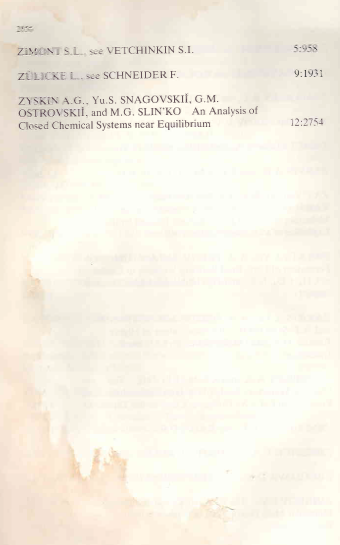 ZIMONT S.L., see VETCHINKIN S.I. 5:958
ZÜLICKE L., see SCHNEIDER F. 9:1931
ZYSKIN A.G., Yu.S. SNAGOVSKIĬ, G.M.
OSTROVSKIĬ, and M.G. SLIN'KO An Analysis of
Closed Chemical Systems near Equilibrium 12:2754